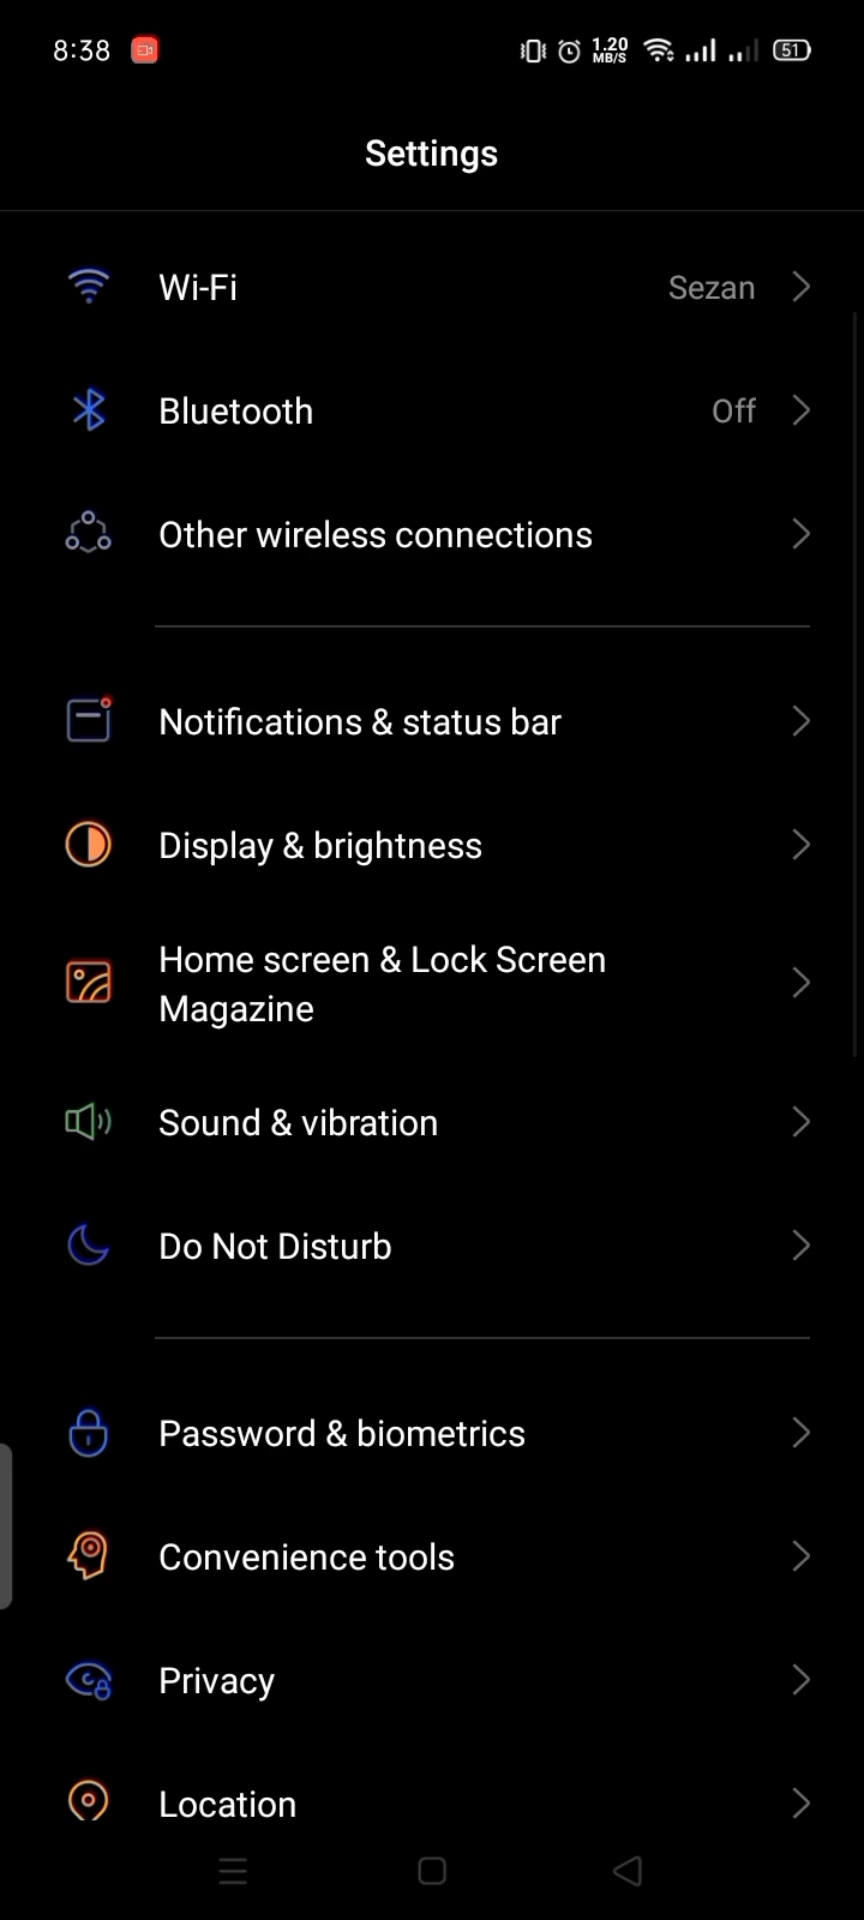 8:38 1.20 MB/S 51
Settings
Wi-Fi Sezan
Bluetooth Off
Other wireless connections
Notifications & status bar
Display & brightness
Home screen & Lock Screen
Magazine
Sound & vibration
Do Not Disturb
Password & biometrics
Convenience tools
Privacy
Location